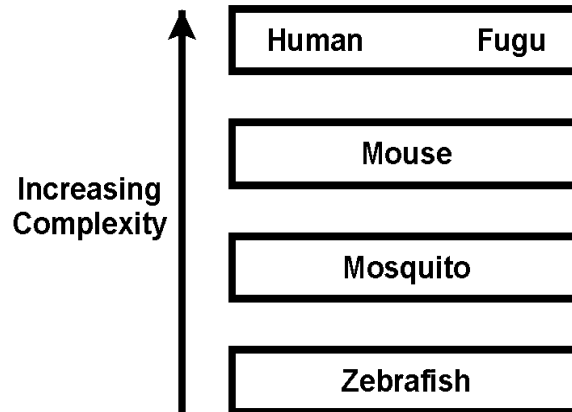 Human Fugu
Mouse
Increasing
Complexity
Mosquito
Zebrafish